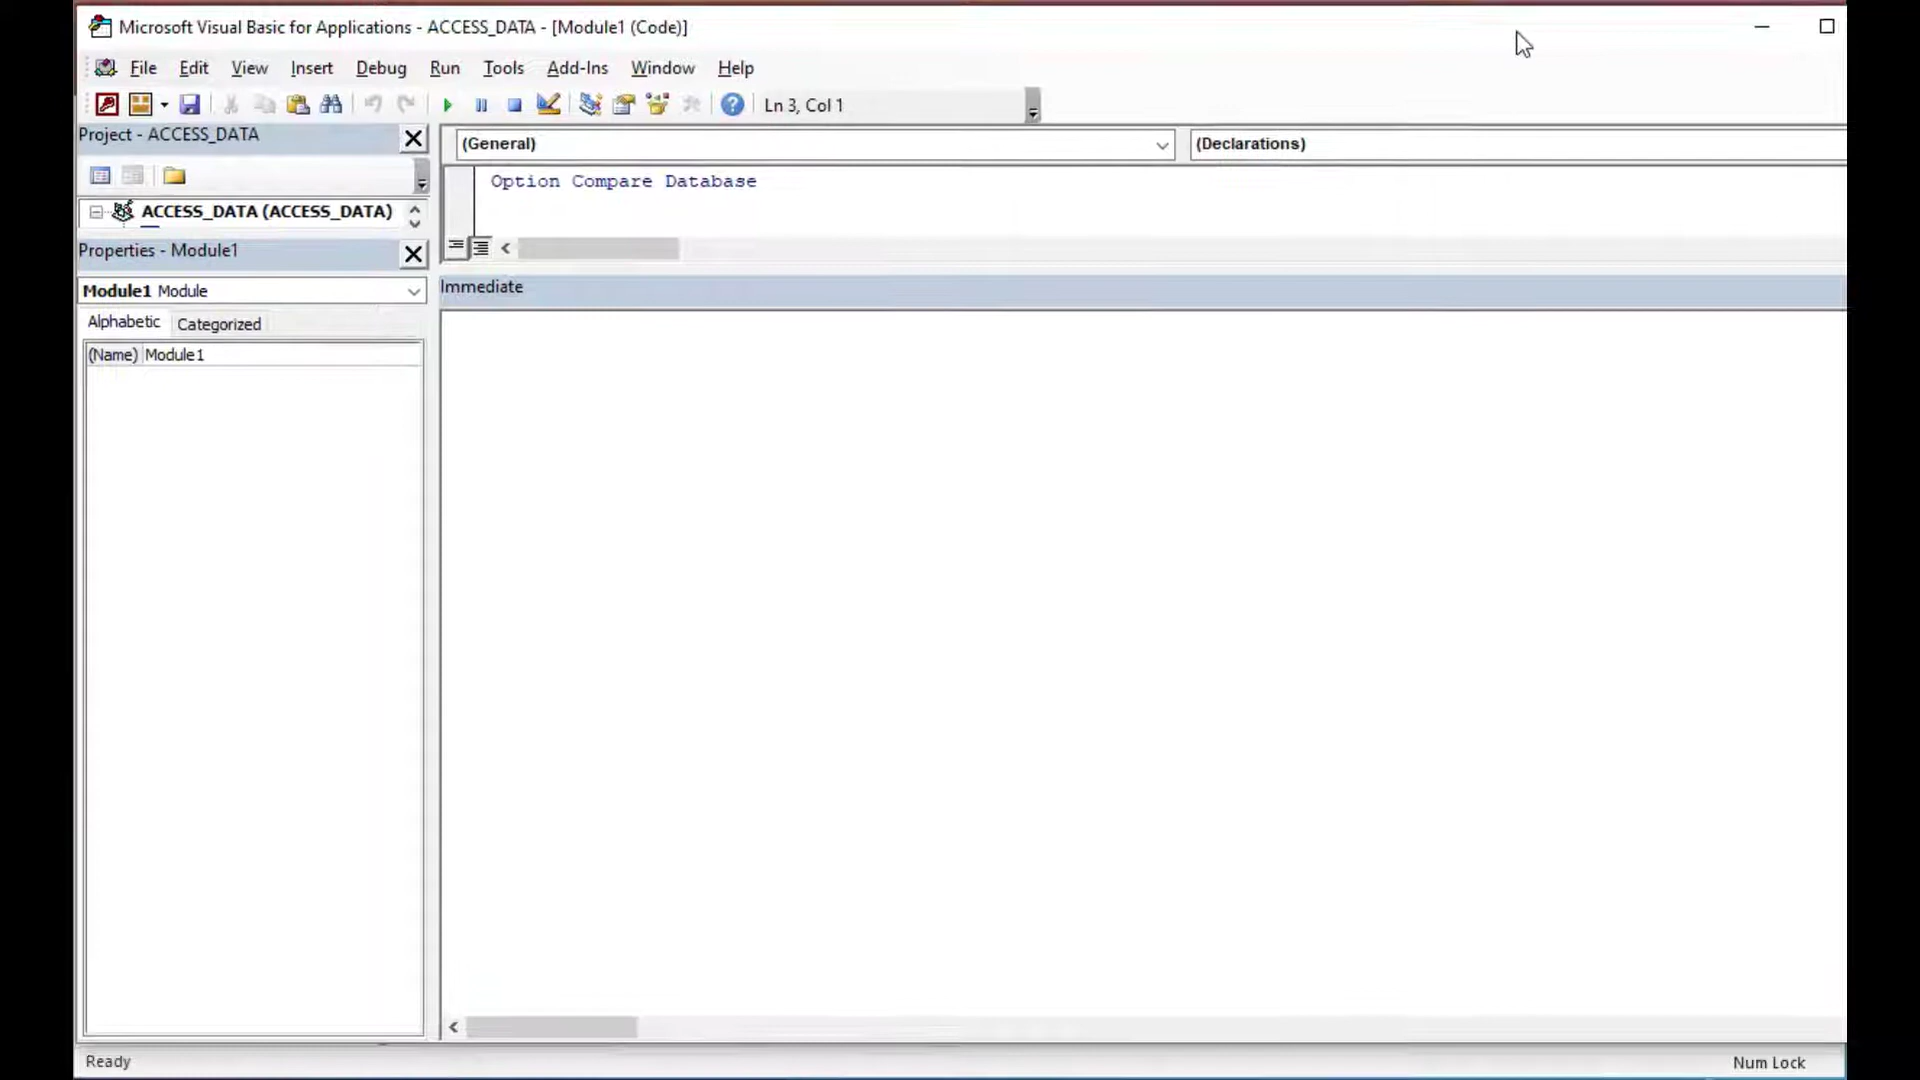 Microsoft Visual Basic for Applications - ACCESS_DATA - [Module1 (Code)]
File Edit View Insert Debug Run Tools Add-Ins Window Help
Ln 3, Col 1
Project - ACCESS_DATA
(General) (Declarations)
Option Compare Database
ACCESS_DATA (ACCESS_DATA)
Properties - Module1
Module1 Module
Immediate
Alphabetic Categorized
(Name) Module1
Ready
Num Lock